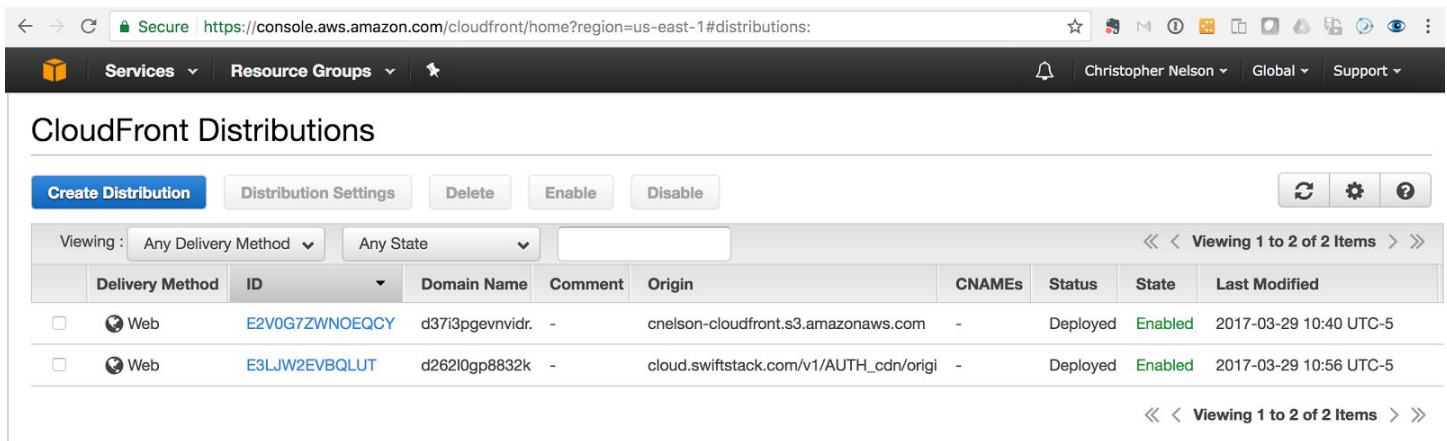 Secure https://console.aws.amazon.com/cloudfront/home?region=us-east-1#distributions:
Services Resource Groups Christopher Nelson Global Support
CloudFront Distributions
Create Distribution Distribution Settings Delete Enable Disable
Viewing : Any Delivery Method Any State Viewing 1 to 2 of 2 Items
Delivery Method ID Domain Name Comment Origin CNAMEs Status State Last Modified
Web E2V0G7ZWNOEQCY d37i3pgevnvidr. - cnelson-cloudfront.s3.amazonaws.com - Deployed Enabled 2017-03-29 10:40 UTC-5
Web E3LJW2EVBQLUT d262l0gp8832k - cloud.swiftstack.com/v1/AUTH_cdn/origi - Deployed Enabled 2017-03-29 10:56 UTC-5
Viewing 1 to 2 of 2 Items